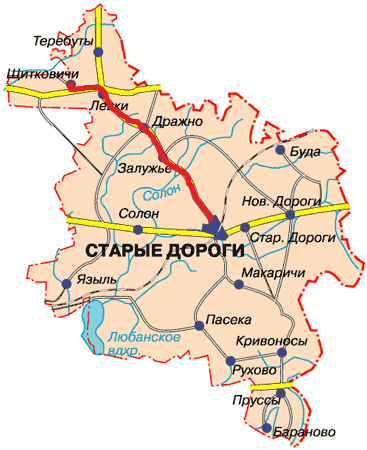 Теребуты
Щитковичи
Левки
Дражно
Залужье
Буда
Солон
Нов. Дороги
Солон
Стар. Дороги
СТАРЫЕ ДОРОГИ
Языль
Макаричи
Пасека
Любанское
вдхр.
Кривоносы
Рухово
Пруссы
Бараново